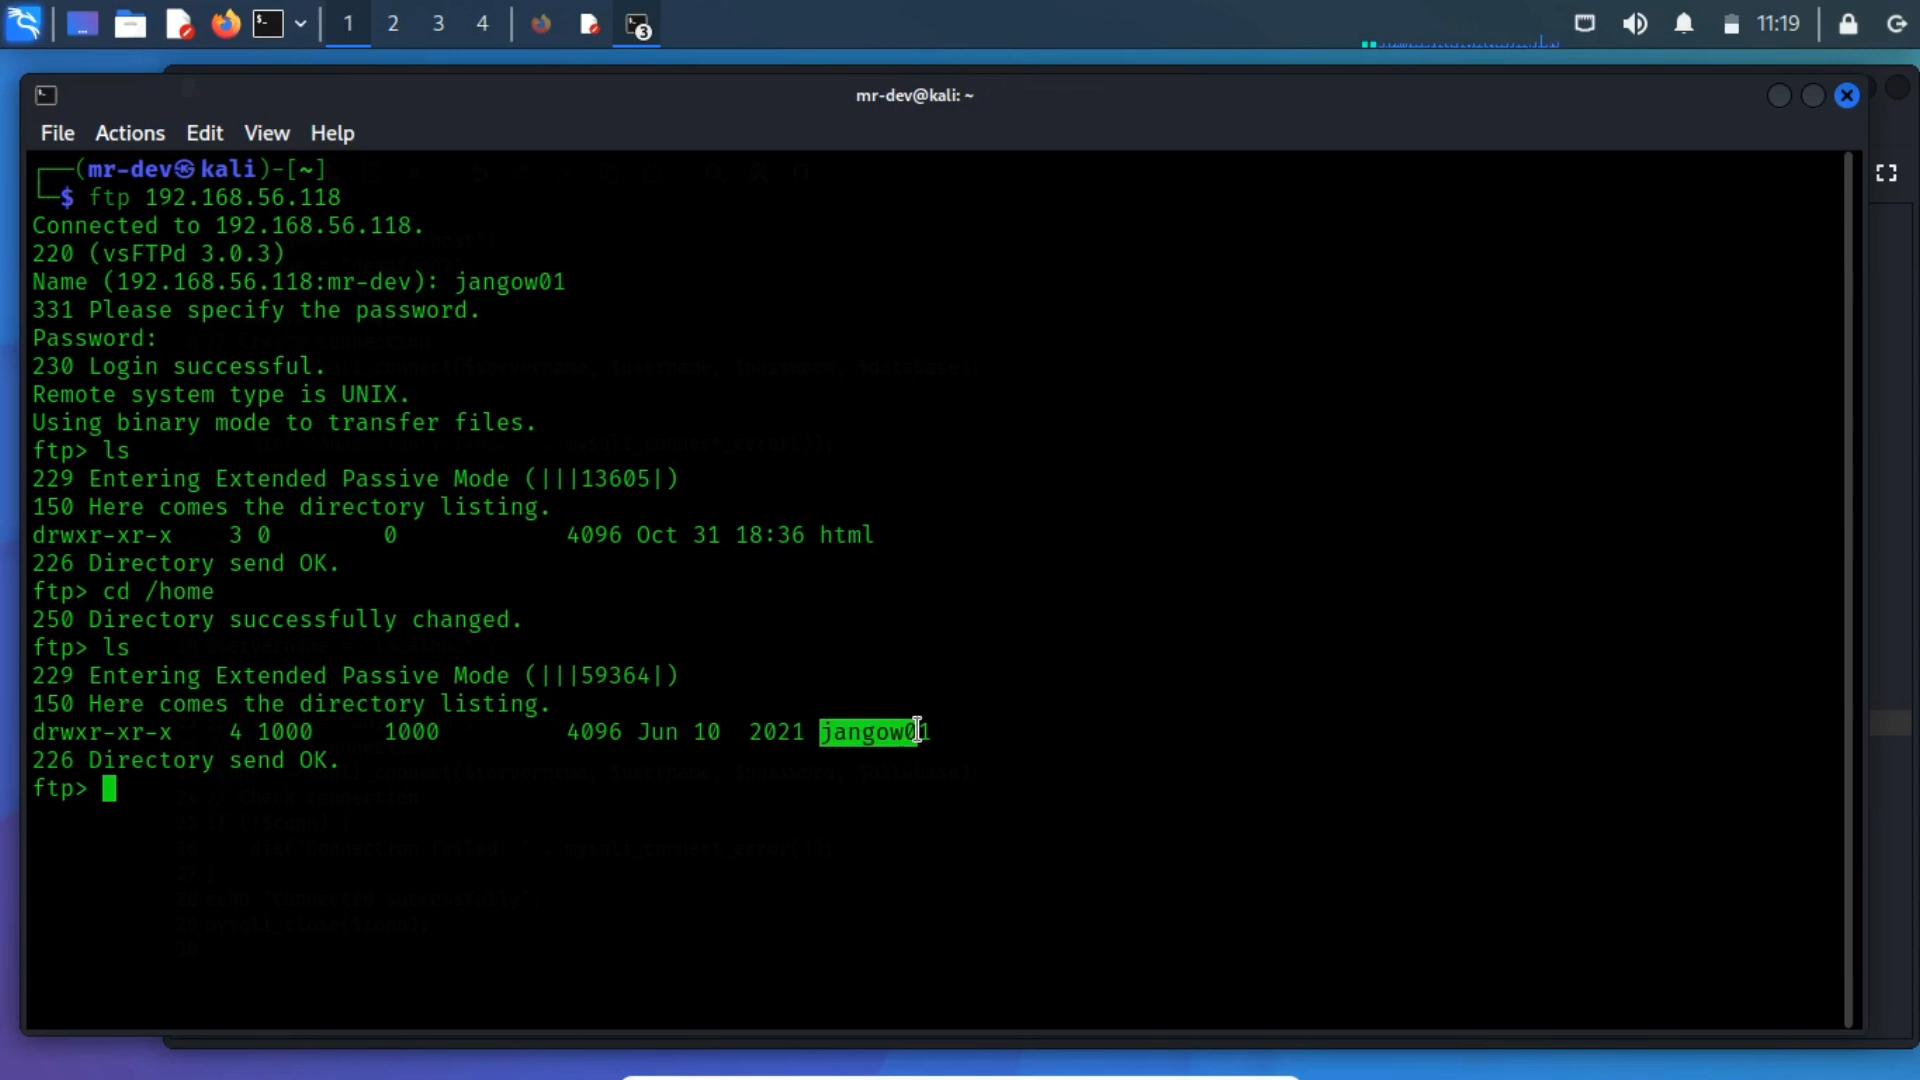 1 2 3 4 3 11:19
mr-dev@kali: ~
File Actions Edit View Help
┌──(mr-dev㉿kali)-[~]
└─$ ftp 192.168.56.118
Connected to 192.168.56.118.
220 (vsFTPd 3.0.3)
Name (192.168.56.118:mr-dev): jangow01
331 Please specify the password.
Password:
230 Login successful.
Remote system type is UNIX.
Using binary mode to transfer files.
ftp> ls
229 Entering Extended Passive Mode (|||13605|)
150 Here comes the directory listing.
drwxr-xr-x    3 0        0            4096 Oct 31 18:36 html
226 Directory send OK.
ftp> cd /home
250 Directory successfully changed.
ftp> ls
229 Entering Extended Passive Mode (|||59364|)
150 Here comes the directory listing.
drwxr-xr-x    4 1000     1000         4096 Jun 10  2021 jangow01
226 Directory send OK.
ftp>